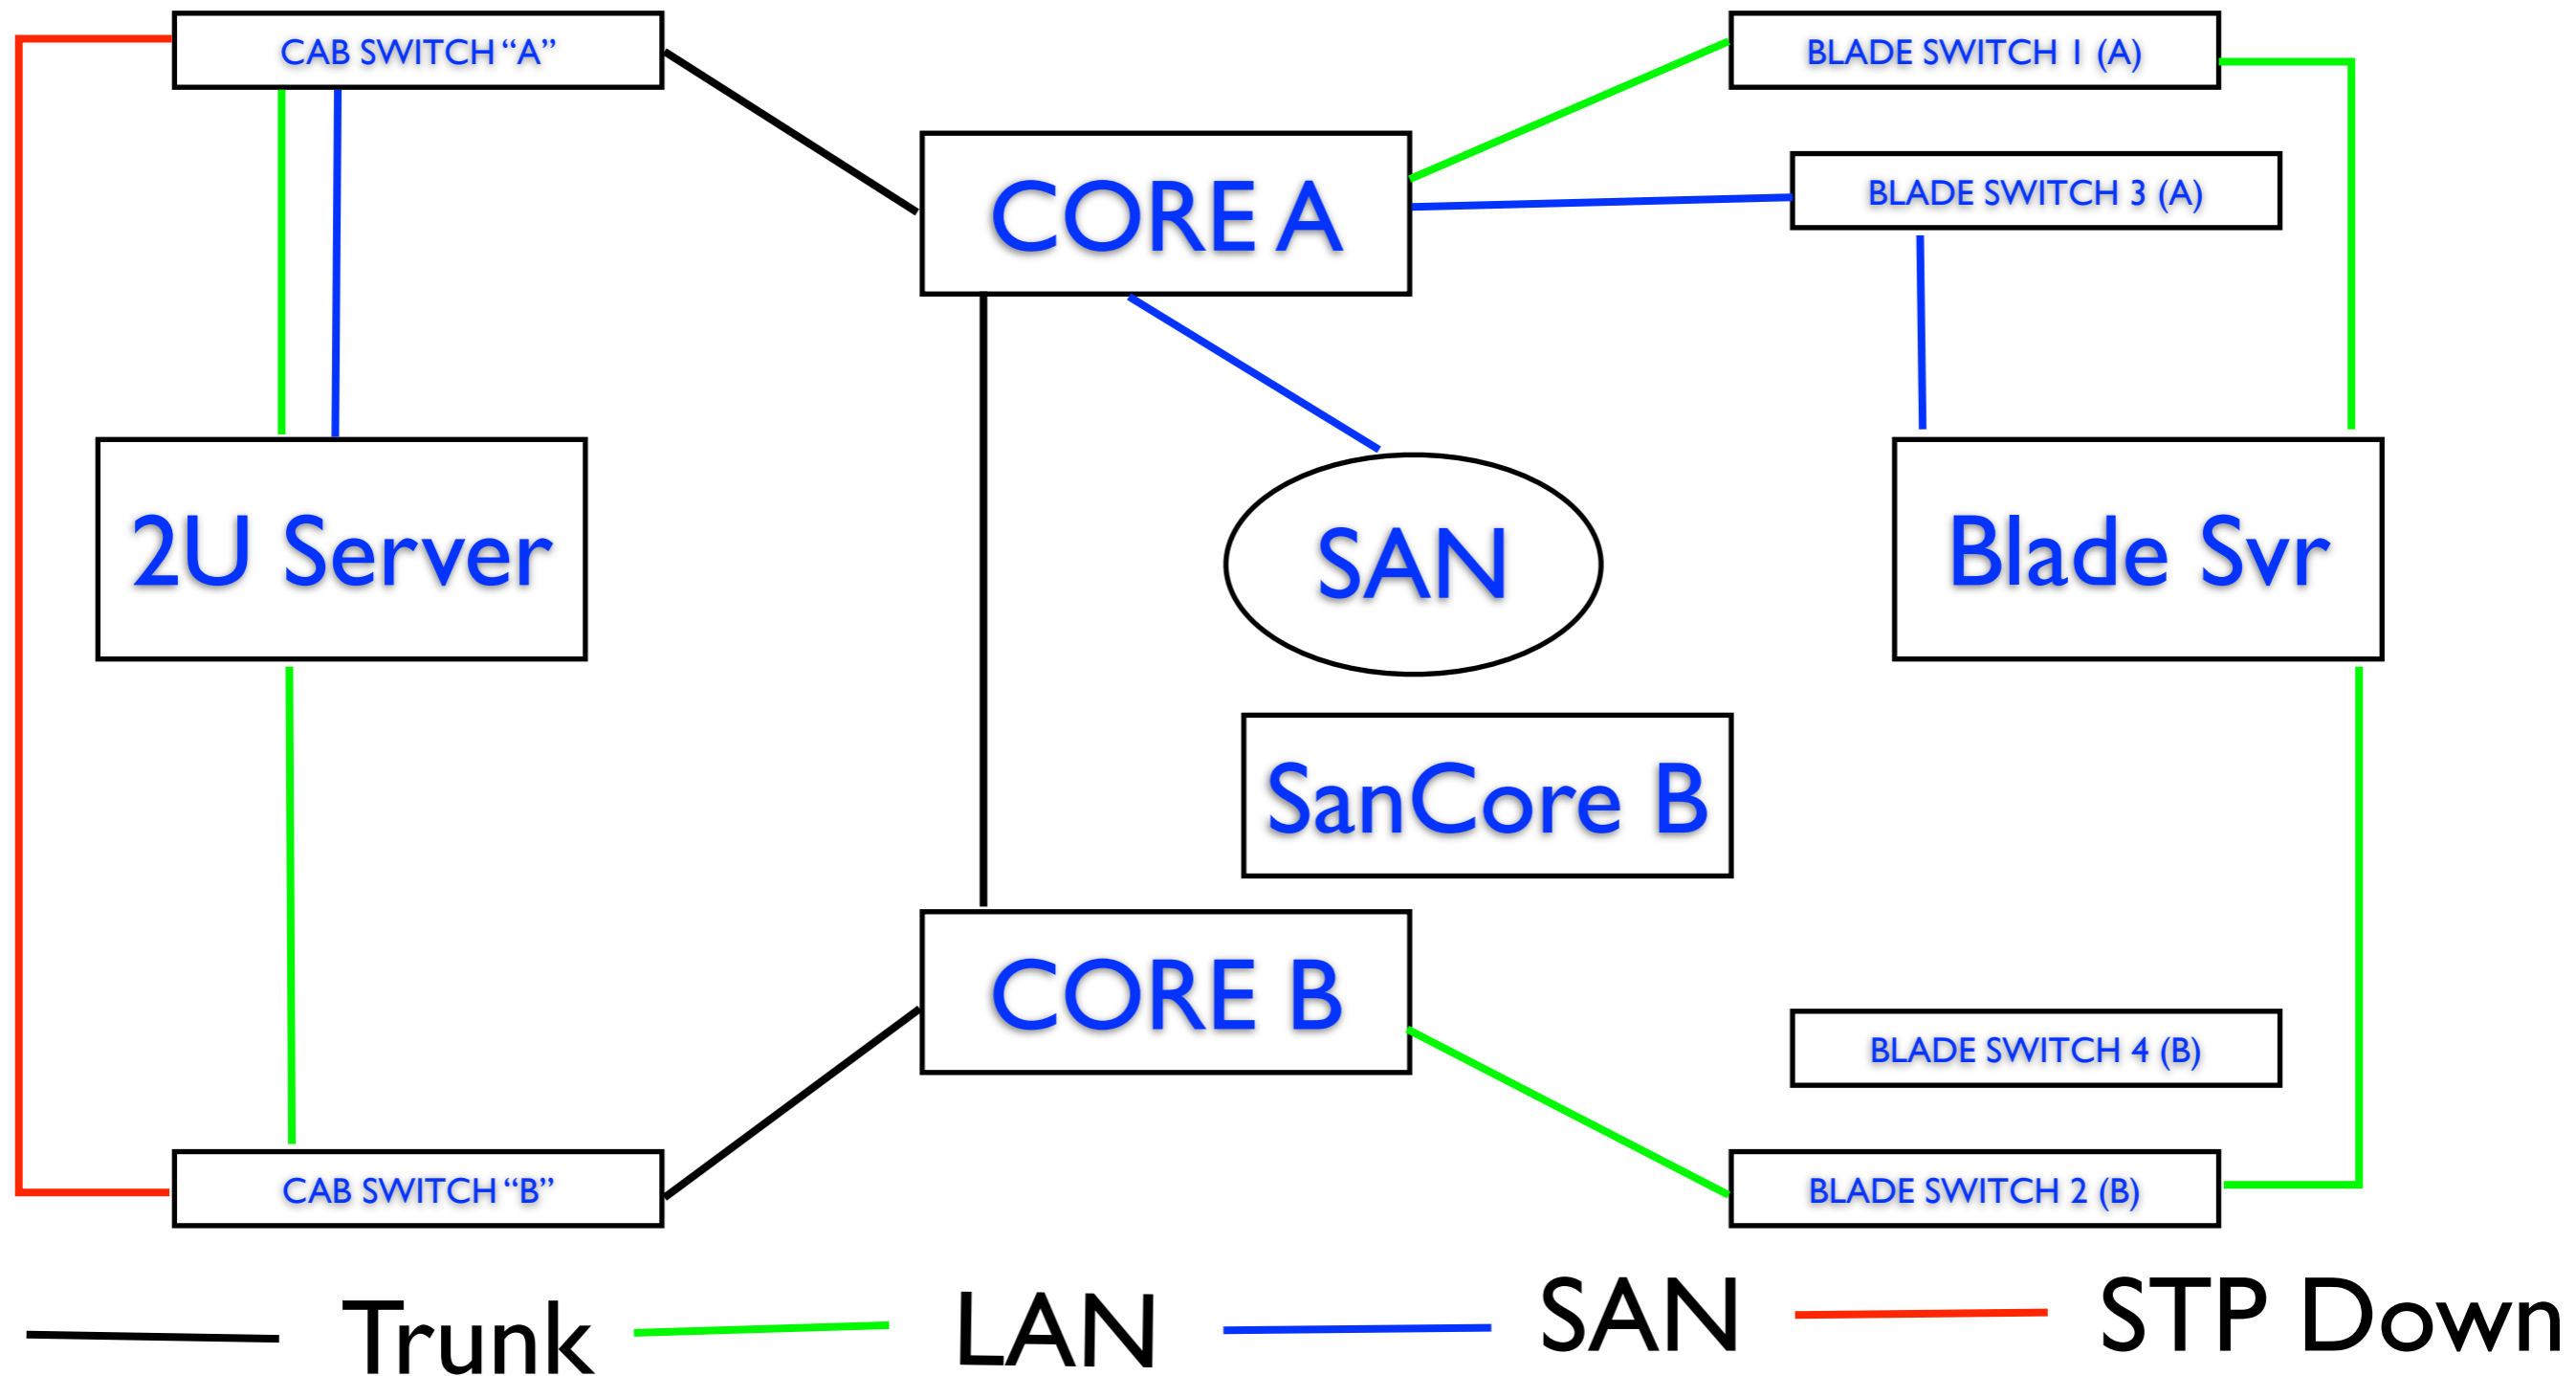 CAB SWITCH “A”
BLADE SWITCH 1 (A)
CORE A
BLADE SWITCH 3 (A)
2U Server
SAN
Blade Svr
SanCore B
CORE B
BLADE SWITCH 4 (B)
CAB SWITCH “B”
BLADE SWITCH 2 (B)
Trunk
LAN
SAN
STP Down